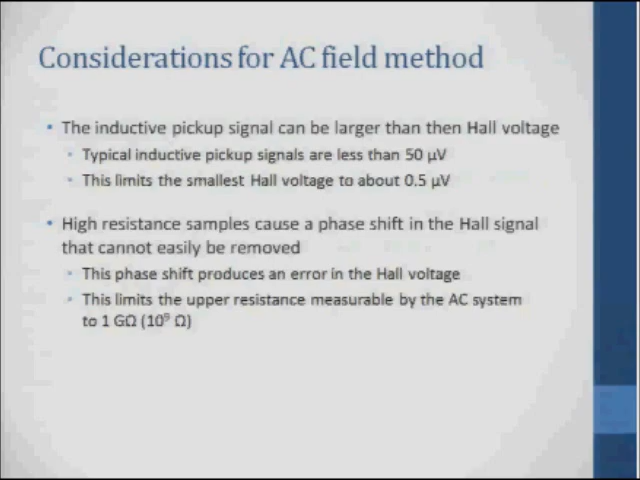 Considerations for AC field method
• The inductive pickup signal can be larger than then Hall voltage
• Typical inductive pickup signals are less than 50 µV
• This limits the smallest Hall voltage to about 0.5 µV
• High resistance samples cause a phase shift in the Hall signal
that cannot easily be removed
• This phase shift produces an error in the Hall voltage
• This limits the upper resistance measurable by the AC system
to 1 GΩ (10⁹ Ω)